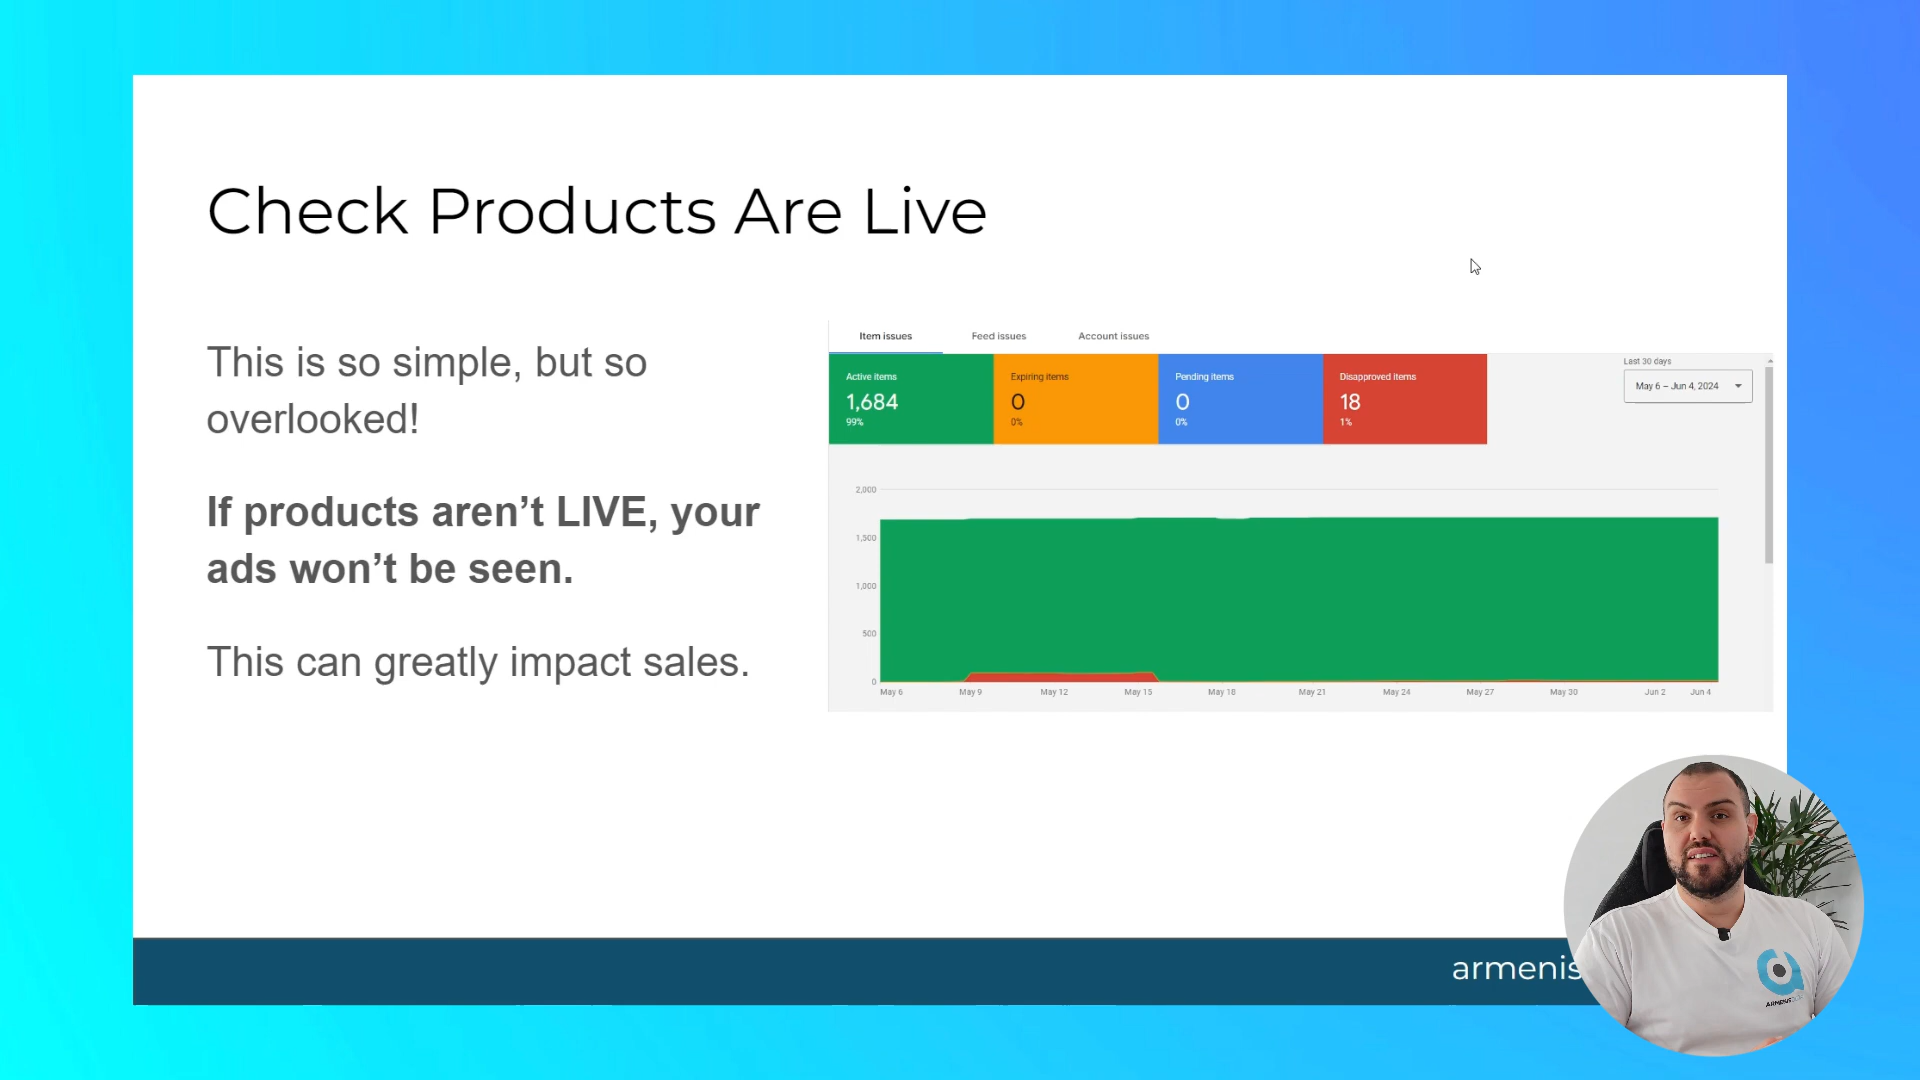 Check Products Are Live
This is so simple, but so
overlooked!
If products aren’t LIVE, your
ads won’t be seen.
This can greatly impact sales.
Item issues
Feed issues
Account issues
Active items
1,684
99%
Expiring items
0
0%
Pending items
0
0%
Disapproved items
18
1%
Last 30 days
May 6 – Jun 4, 2024
2,000
1,500
1,000
500
0
May 6
May 9
May 12
May 15
May 18
May 21
May 24
May 27
May 30
Jun 2
Jun 4
armenis